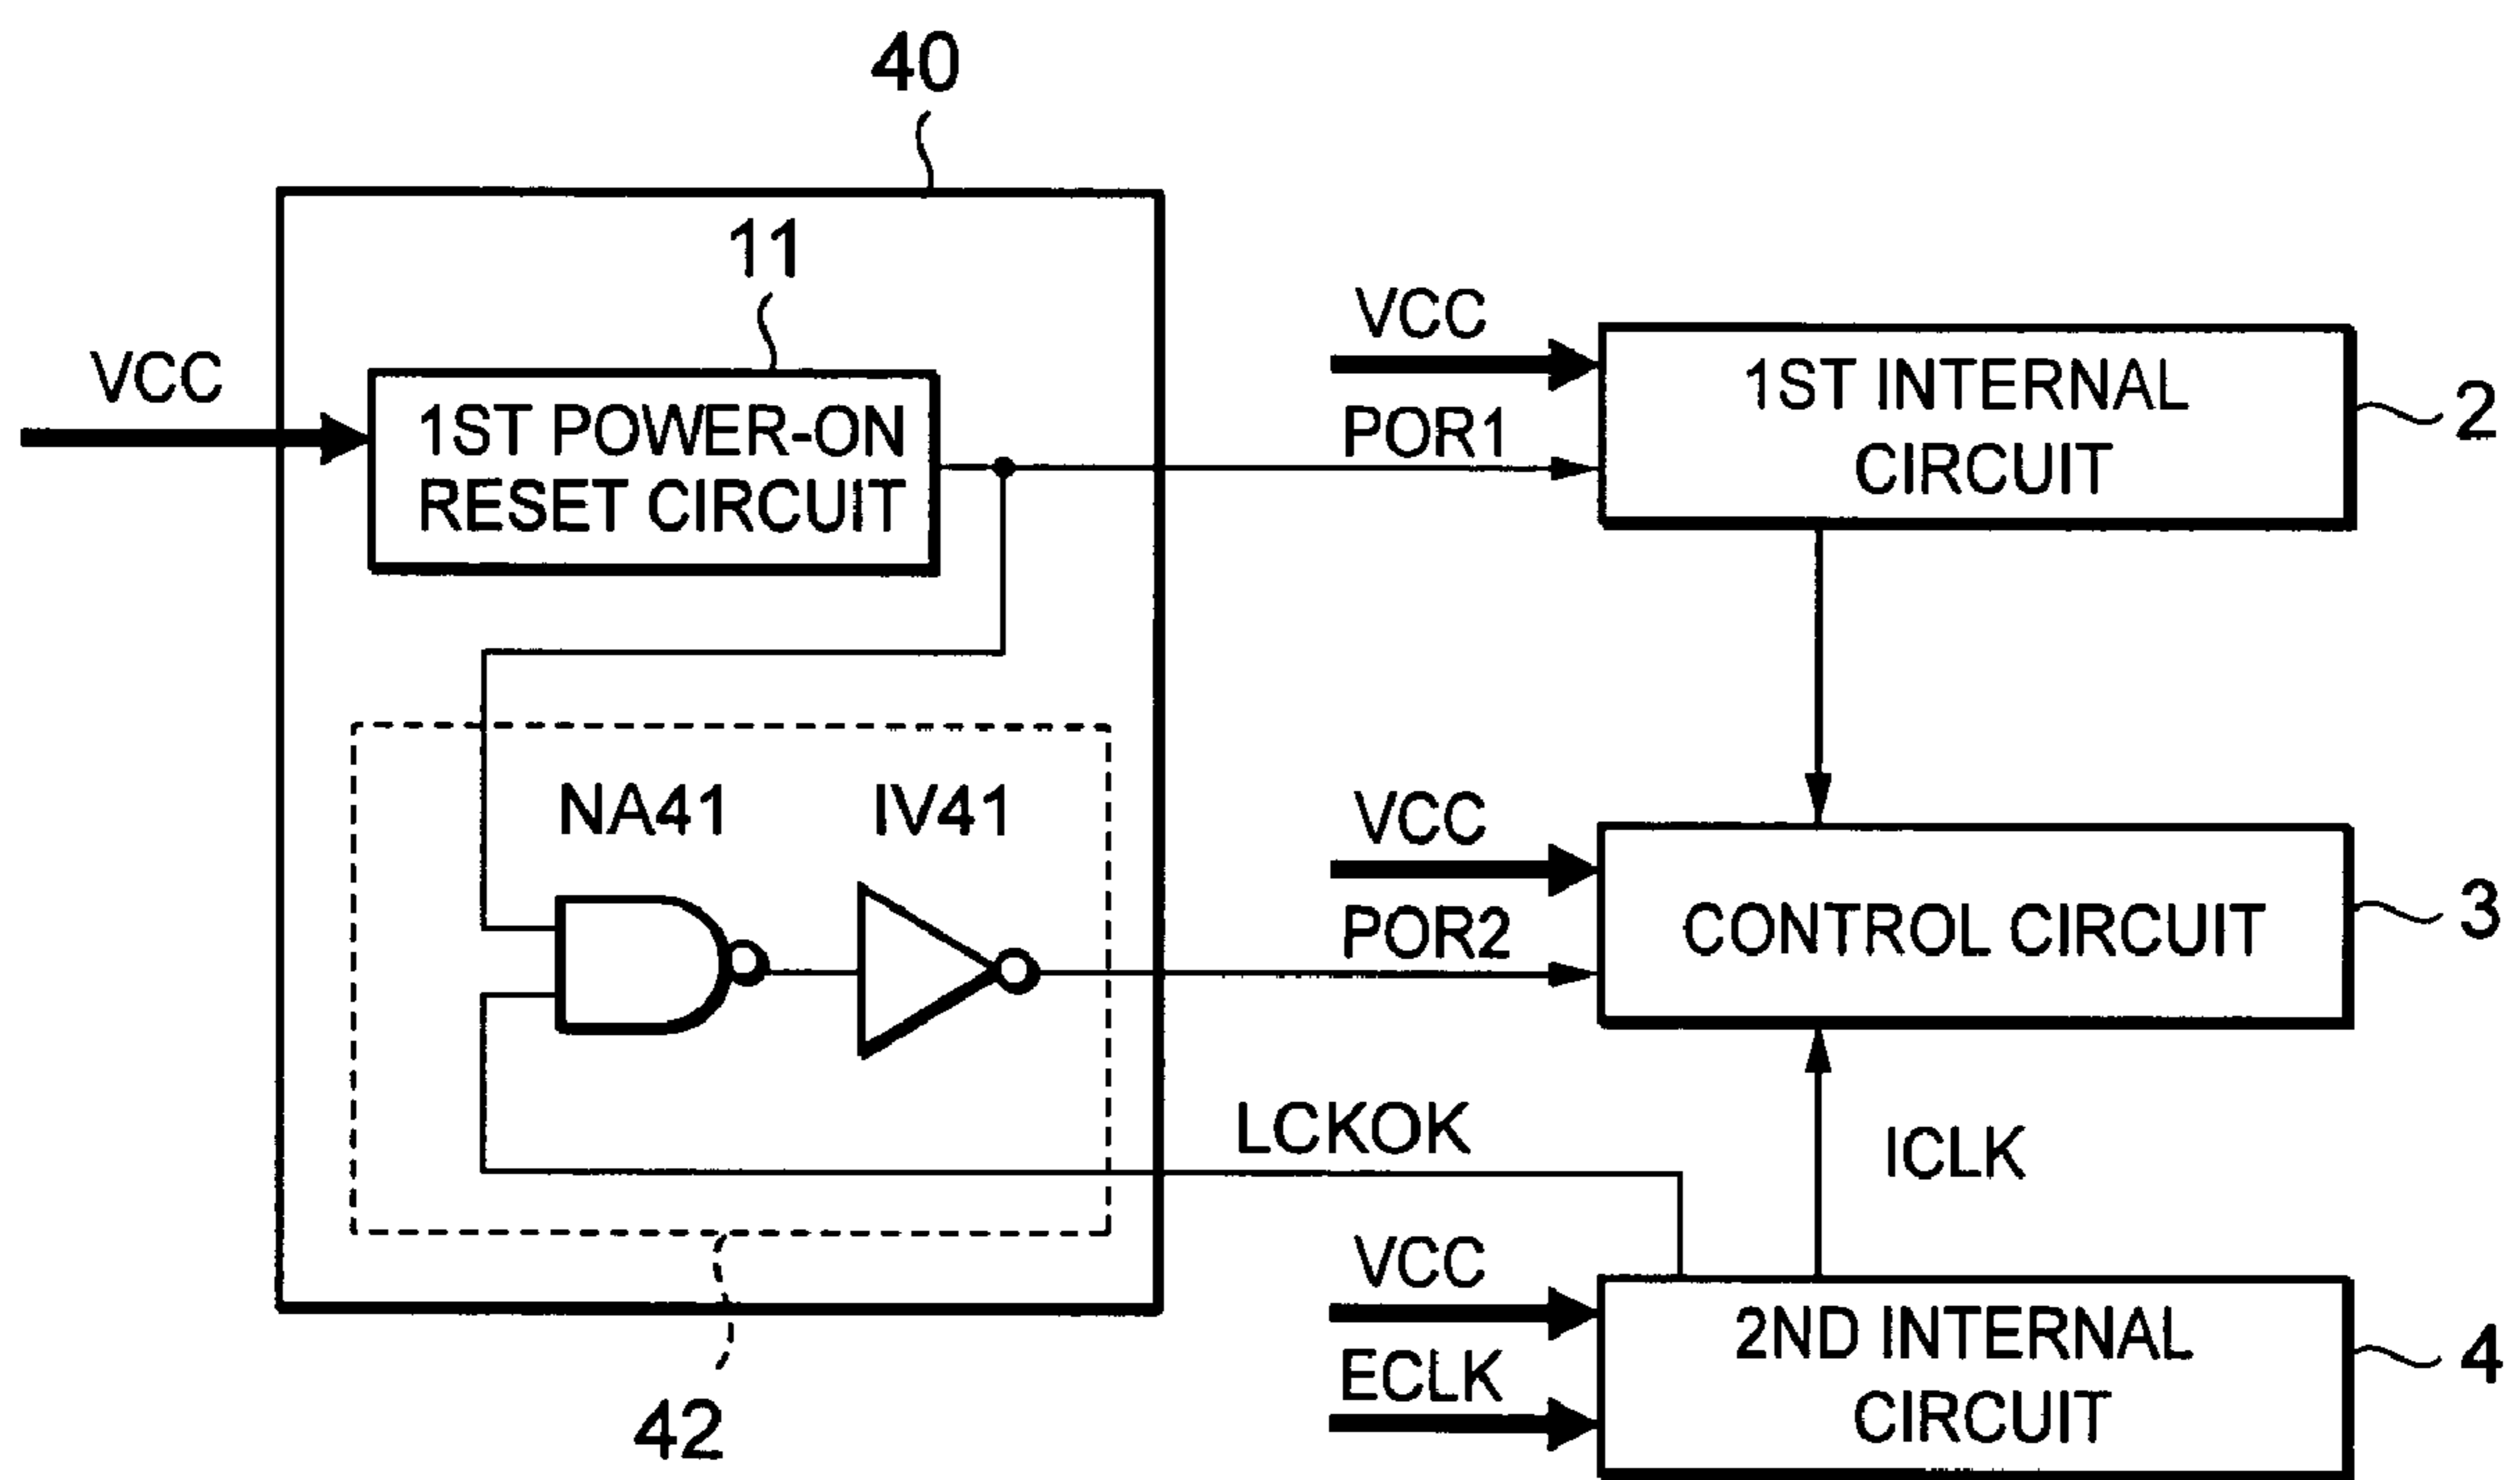 40
11
VCC
1ST POWER-ON
RESET CIRCUIT
VCC
POR1
1ST INTERNAL
CIRCUIT
2
NA41
IV41
VCC
POR2
CONTROL CIRCUIT
3
LCKOK
ICLK
VCC
ECLK
2ND INTERNAL
CIRCUIT
4
42